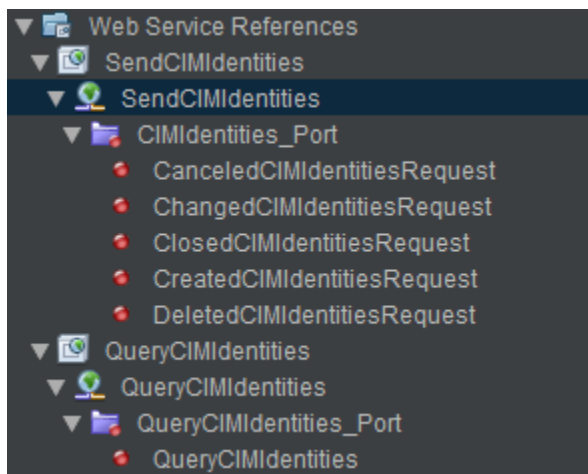 Web Service References
SendCIMIdentities
SendCIMIdentities
CIMIdentities_Port
CanceledCIMIdentitiesRequest
ChangedCIMIdentitiesRequest
ClosedCIMIdentitiesRequest
CreatedCIMIdentitiesRequest
DeletedCIMIdentitiesRequest
QueryCIMIdentities
QueryCIMIdentities
QueryCIMIdentities_Port
QueryCIMIdentities